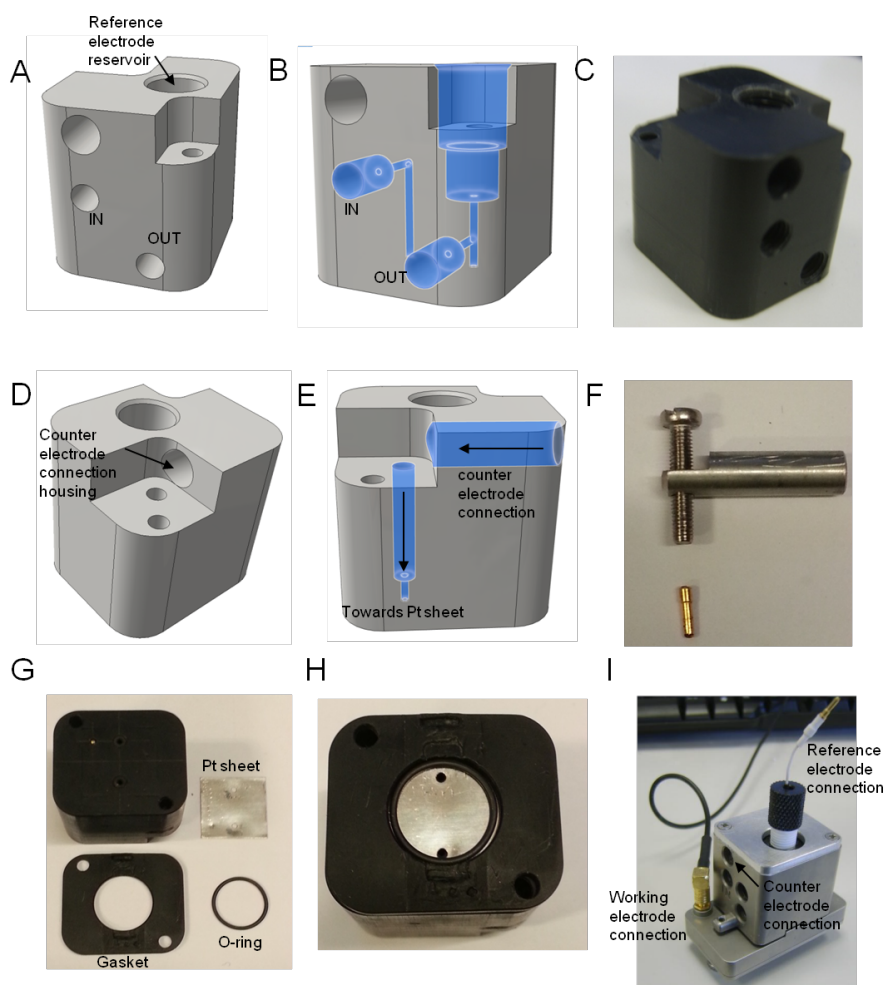 A
Reference
electrode
reservoir
IN
OUT
B
IN
OUT
C
D
Counter
electrode
connection
housing
E
counter
electrode
connection
Towards Pt sheet
F
G
Pt sheet
Gasket
O-ring
H
I
Reference
electrode
connection
Working
electrode
connection
Counter
electrode
connection